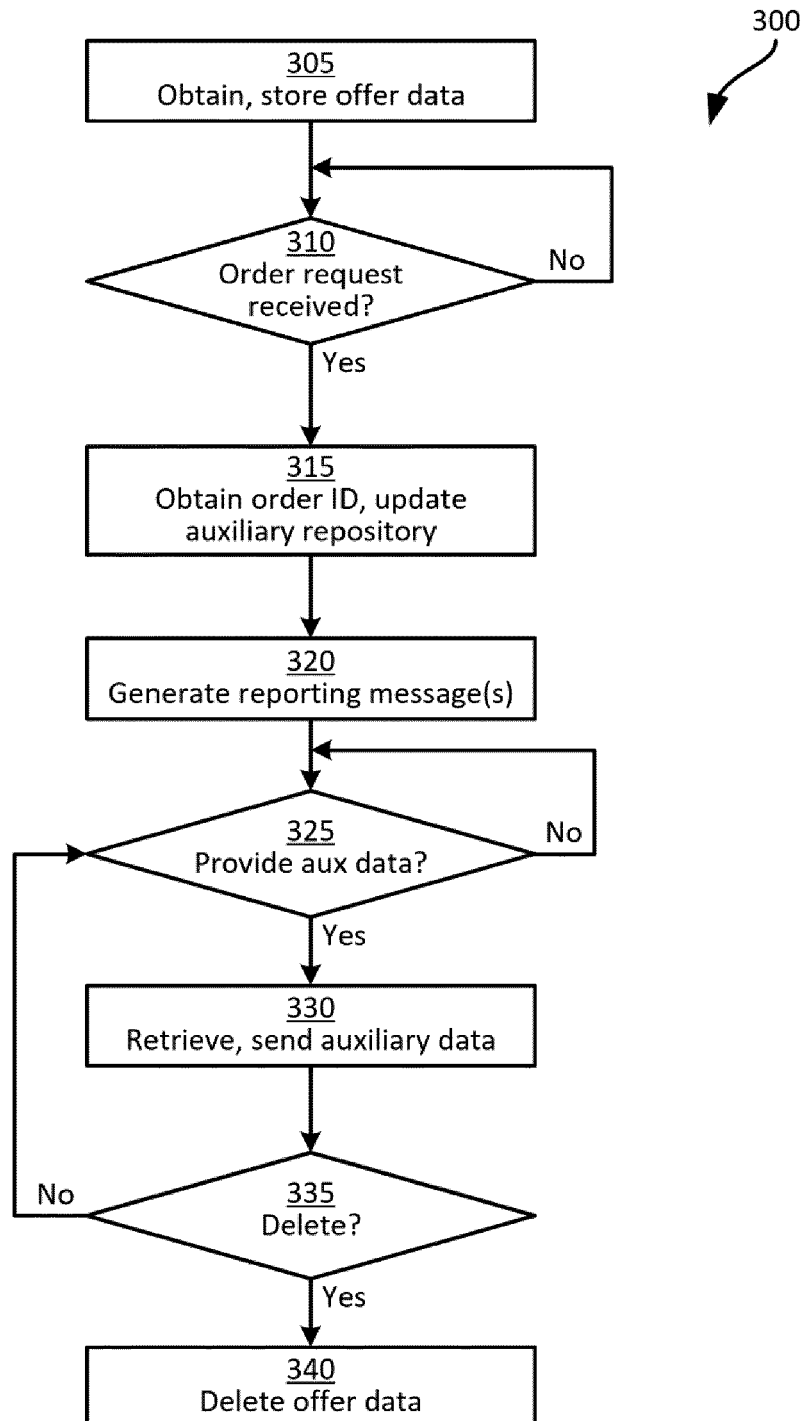 300
305
Obtain, store offer data
310
Order request
received?
No
Yes
315
Obtain order ID, update
auxiliary repository
320
Generate reporting message(s)
325
Provide aux data?
No
Yes
330
Retrieve, send auxiliary data
335
Delete?
No
Yes
340
Delete offer data